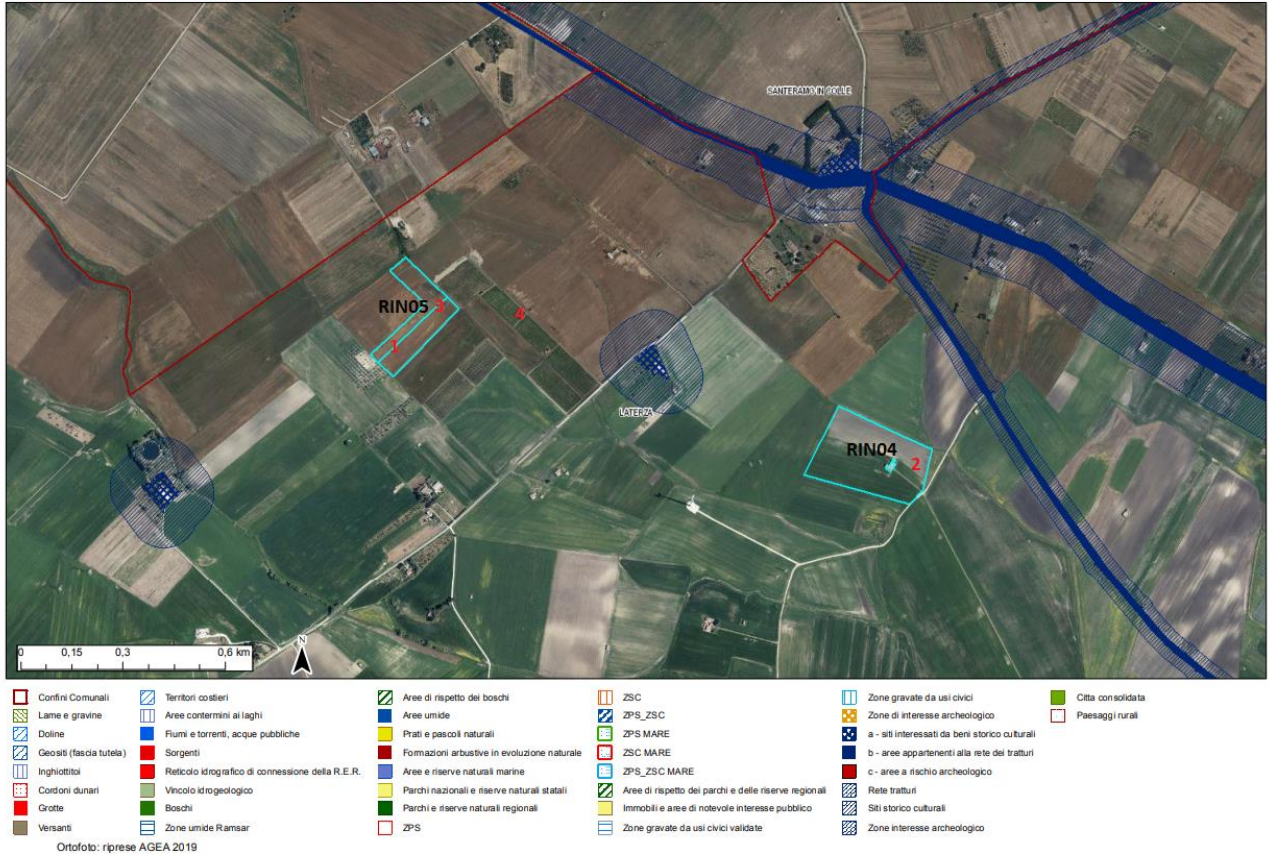 SANTERAMO IN COLLE
RIN05
3
4
1
LATERZA
RIN04
2
N
0 0,15 0,3 0,6 km
Confini Comunali
Lame e gravine
Doline
Geositi (fascia tutela)
Inghiottitoi
Cordoni dunari
Grotte
Versanti
Territori costieri
Aree contermini ai laghi
Fiumi e torrenti, acque pubbliche
Sorgenti
Reticolo idrografico di connessione della R.E.R.
Vincolo idrogeologico
Boschi
Zone umide Ramsar
Aree di rispetto dei boschi
Aree umide
Prati e pascoli naturali
Formazioni arbustive in evoluzione naturale
Aree e riserve naturali marine
Parchi nazionali e riserve naturali statali
Parchi e riserve naturali regionali
ZPS
ZSC
ZPS_ZSC
ZPS MARE
ZSC MARE
ZPS_ZSC MARE
Aree di rispetto dei parchi e delle riserve regionali
Immobili e aree di notevole interesse pubblico
Zone gravate da usi civici validate
Zone gravate da usi civici
Zone di interesse archeologico
a - siti interessati da beni storico culturali
b - aree appartenenti alla rete dei tratturi
c - aree a rischio archeologico
Rete tratturi
Siti storico culturali
Zone interesse archeologico
Citta consolidata
Paesaggi rurali
Ortofoto: riprese AGEA 2019